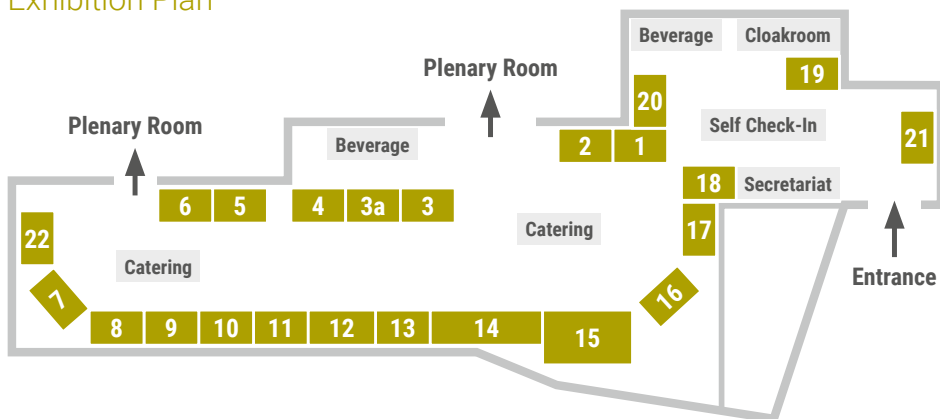 Exhibition Plan
Beverage
Cloakroom
Plenary Room
19
20
Plenary Room
Self Check-In
21
Beverage
2
1
18
Secretariat
6
5
4
3a
3
22
17
Catering
Catering
Entrance
7
16
8
9
10
11
12
13
14
15